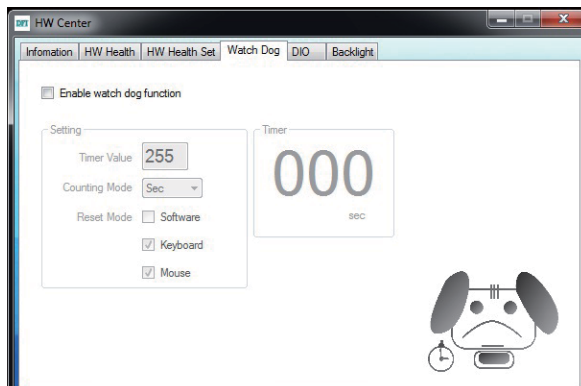 DFI HW Center
Infomation HW Health HW Health Set Watch Dog DIO Backlight
Enable watch dog function
Setting
Timer Value 255
Counting Mode Sec
Reset Mode Software
Keyboard
Mouse
Timer
000
sec